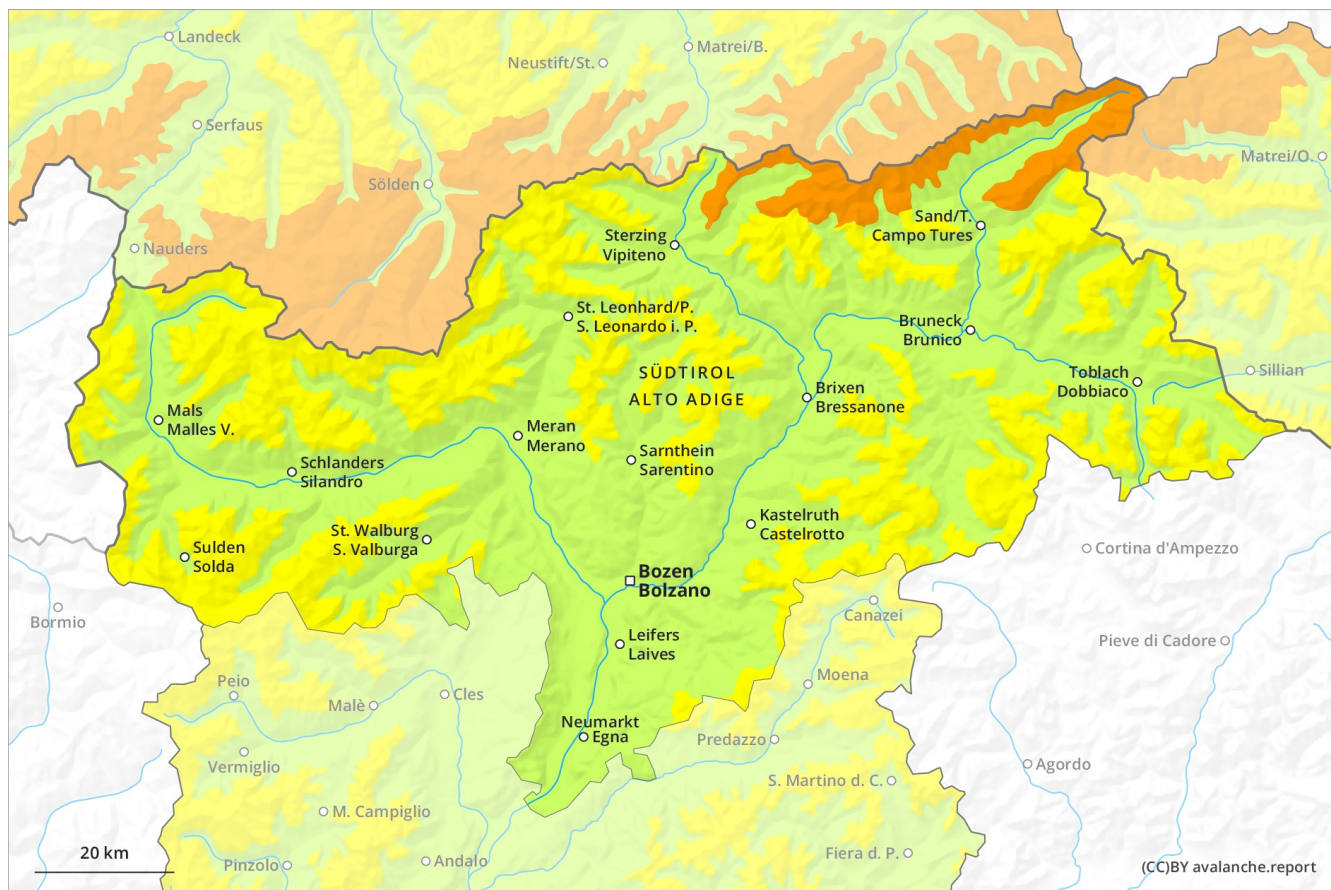 Landeck
Matrei/B.
Neustift/St.
Serfaus
Matrei/O.
Sölden
Sand/T.
Campo Tures
Sterzing
Vipiteno
Nauders
St. Leonhard/P.
S. Leonardo i. P.
Bruneck
Brunico
SÜDTIROL
ALTO ADIGE
Toblach
Dobbiaco
Sillian
Brixen
Bressanone
Mals
Malles V.
Meran
Merano
Sarnthein
Sarentino
Schlanders
Silandro
Kastelruth
Castelrotto
St. Walburg
S. Valburga
Sulden
Solda
Cortina d'Ampezzo
Bozen
Bolzano
Bormio
Canazei
Leifers
Laives
Pieve di Cadore
Peio
Moena
Malè
Cles
Neumarkt
Egna
Predazzo
Vermiglio
Agordo
S. Martino d. C.
M. Campiglio
20 km
Pinzolo
Andalo
Fiera d. P.
(CC)BY avalanche.report